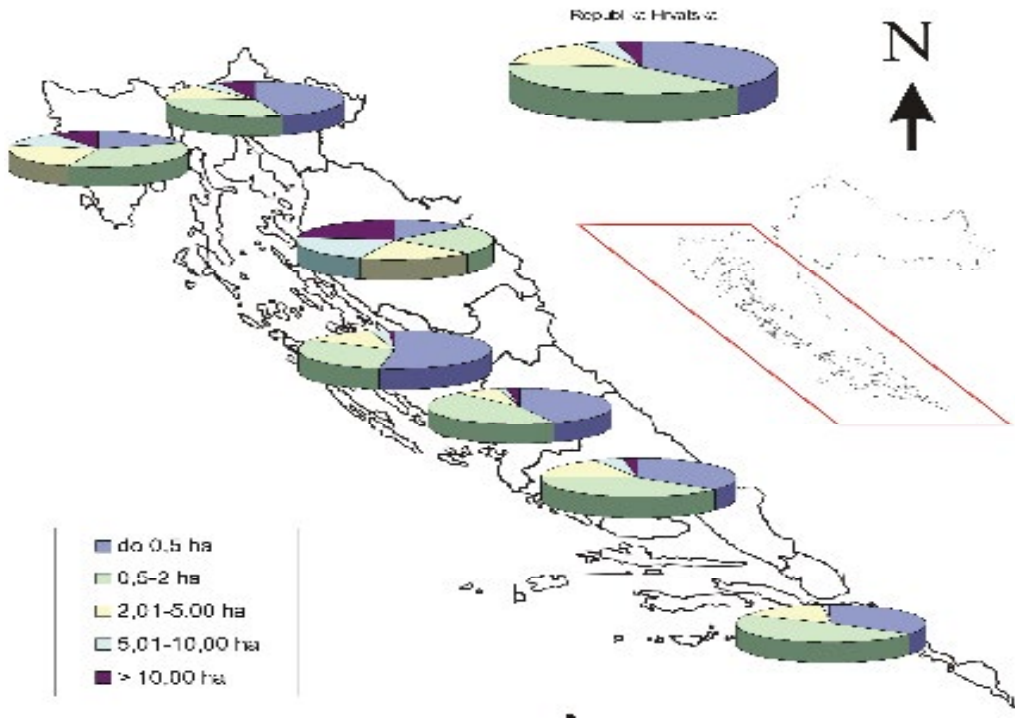 Republika Hrvatska
N
do 0,5 ha
0,5-2 ha
2,01-5.00 ha
5,01-10,00 ha
> 10.00 ha